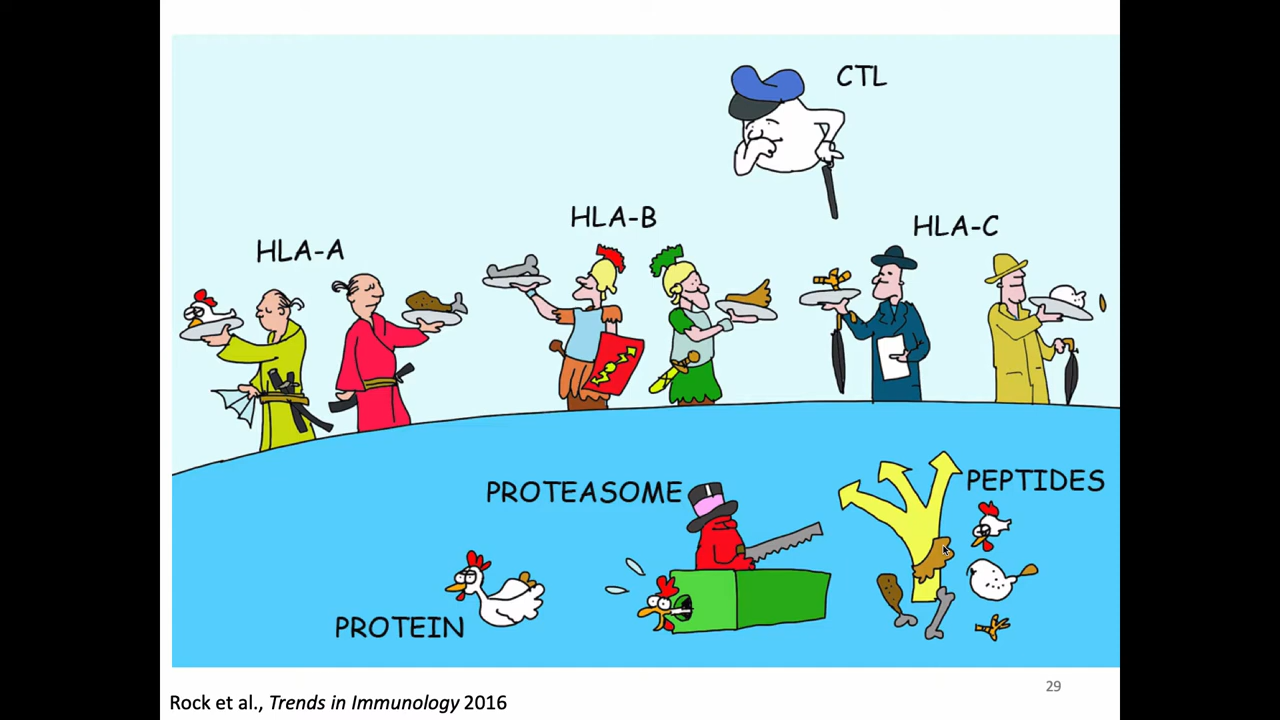 CTL
HLA-A
HLA-B
HLA-C
PROTEASOME
PEPTIDES
PROTEIN
29
Rock et al., Trends in Immunology 2016